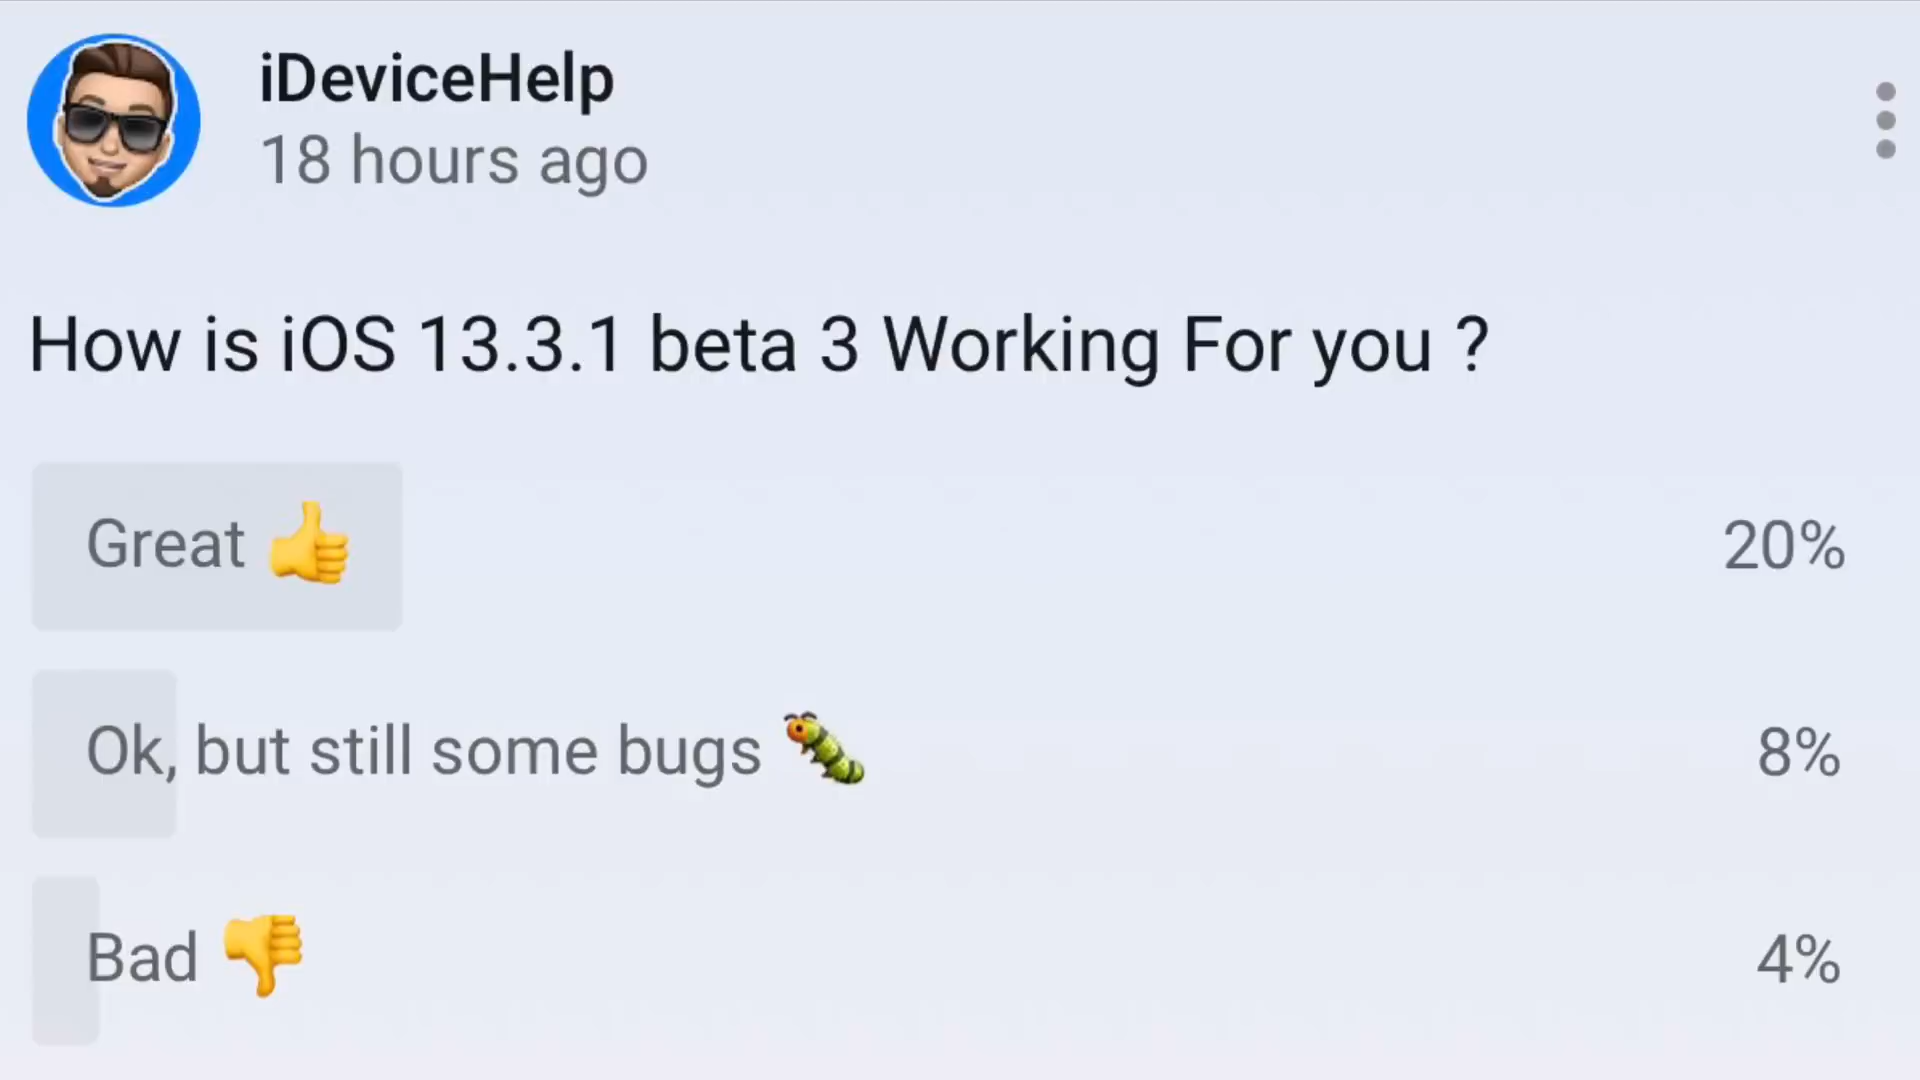 iDeviceHelp
18 hours ago
How is iOS 13.3.1 beta 3 Working For you ?
Great 👍 20%
Ok, but still some bugs 🐛 8%
Bad 👎 4%